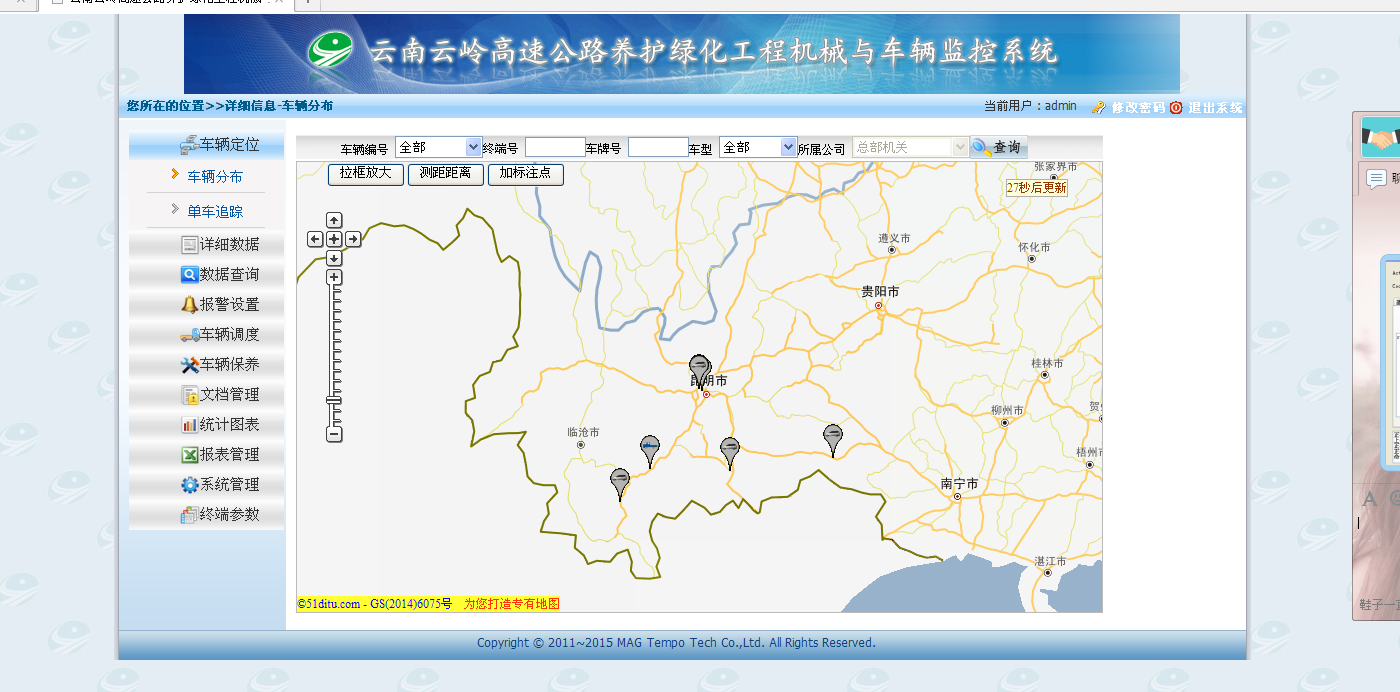 云南云岭高速公路养护绿化工程机械与车辆监控系统
您所在的位置>>详细信息-车辆分布
当前用户：admin 修改密码 退出系统
车辆编号 全部 终端号 车牌号 车型 全部 所属公司 总部机关 查询
拉框放大 测距距离 加标注点
27秒后更新
车辆定位
车辆分布
单车追踪
详细数据
数据查询
报警设置
车辆调度
车辆保养
文档管理
统计图表
报表管理
系统管理
终端参数
张家界市
遵义市
怀化市
贵阳市
昆明市
桂林市
柳州市
临沧市
梧州市
南宁市
湛江市
©51ditu.com - GS(2014)6075号 为您打造专有地图
Copyright © 2011~2015 MAG Tempo Tech Co.,Ltd. All Rights Reserved.